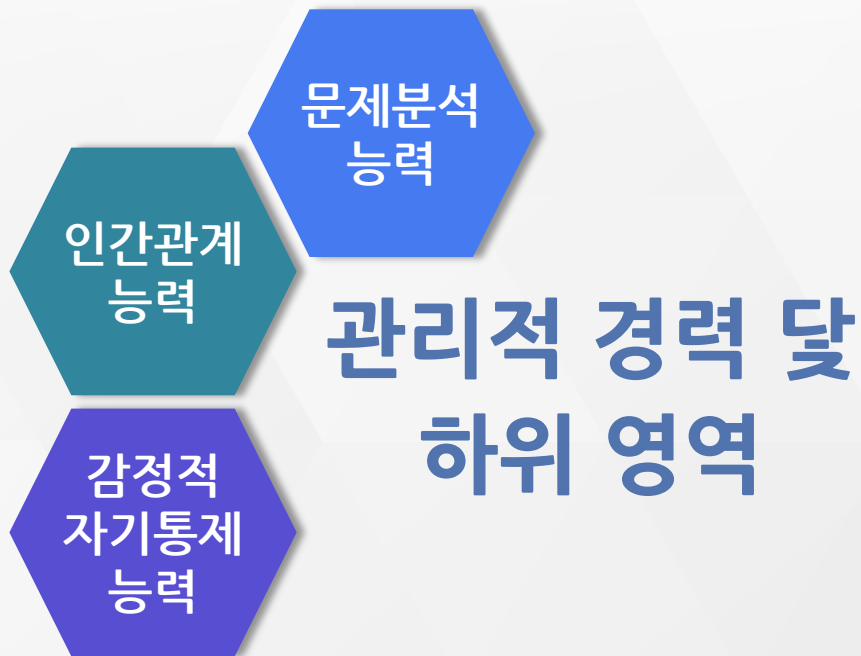 문제분석
능력
인간관계
능력
관리적 경력 닻
하위 영역
감정적
자기통제
능력